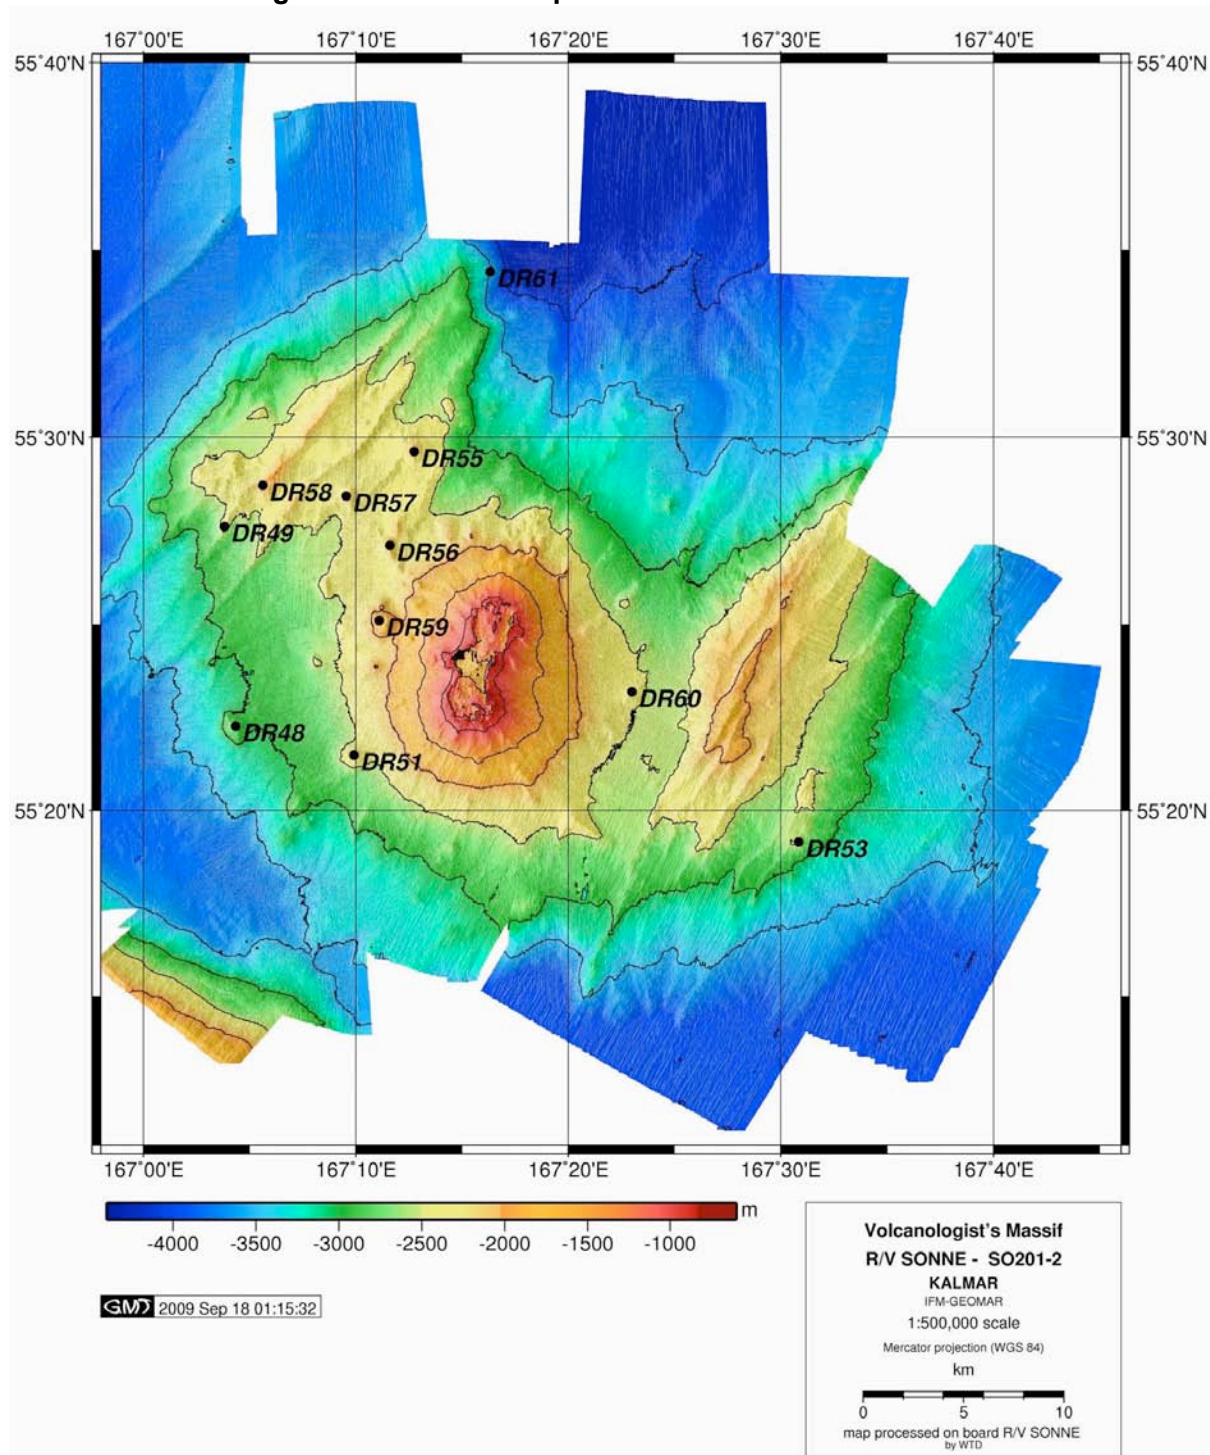 167˚00'E 167˚10'E 167˚20'E 167˚30'E 167˚40'E
55˚40'N 55˚40'N
DR61
55˚30'N 55˚30'N
DR55
DR58
DR57
DR49
DR56
DR59
DR60
DR48
DR51
55˚20'N 55˚20'N
DR53
167˚00'E 167˚10'E 167˚20'E 167˚30'E 167˚40'E
m
-4000 -3500 -3000 -2500 -2000 -1500 -1000
GMT 2009 Sep 18 01:15:32
Volcanologist's Massif
R/V SONNE - SO201-2
KALMAR
IFM-GEOMAR
1:500,000 scale
Mercator projection (WGS 84)
km
0 5 10
map processed on board R/V SONNE
by WTD